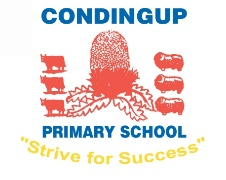 CONDINGUP
PRIMARY SCHOOL
"Strive for Success"